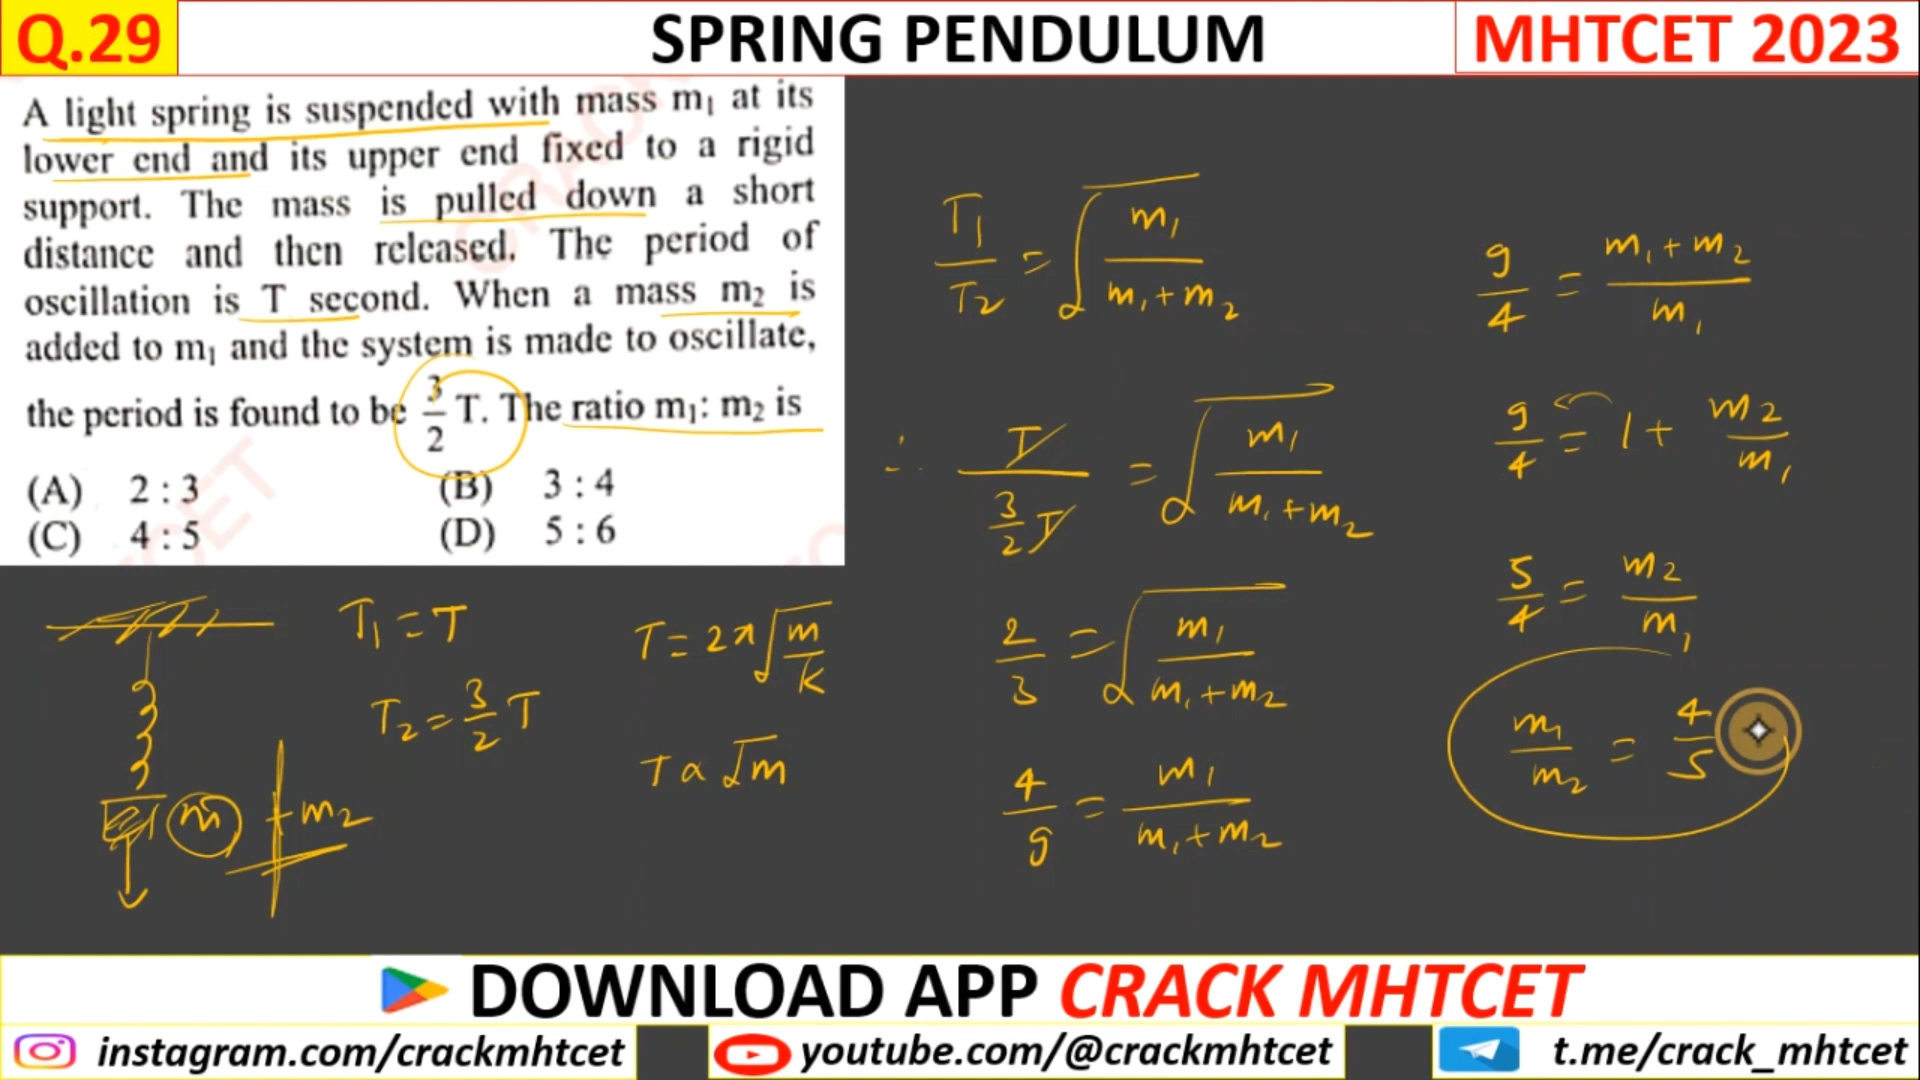 Q.29
SPRING PENDULUM
MHTCET 2023
A light spring is suspended with mass m₁ at its
lower end and its upper end fixed to a rigid
support. The mass is pulled down a short
distance and then released. The period of
oscillation is T second. When a mass m₂ is
added to m₁ and the system is made to oscillate,
the period is found to be 3/2 T. The ratio m₁: m₂ is
(A) 2 : 3 (B) 3 : 4
(C) 4 : 5 (D) 5 : 6
m + m₂
T₁ = T
T₂ = 3/2 T
T = 2π√(m/k)
T α √m
T₁/T₂ = √(m₁/(m₁+m₂))
∴ T/(3/2 T) = √(m₁/(m₁+m₂))
2/3 = √(m₁/(m₁+m₂))
4/9 = m₁/(m₁+m₂)
9/4 = (m₁+m₂)/m₁
9/4 = 1 + m₂/m₁
5/4 = m₂/m₁
m₁/m₂ = 4/5
DOWNLOAD APP CRACK MHTCET
instagram.com/crackmhtcet
youtube.com/@crackmhtcet
t.me/crack_mhtcet